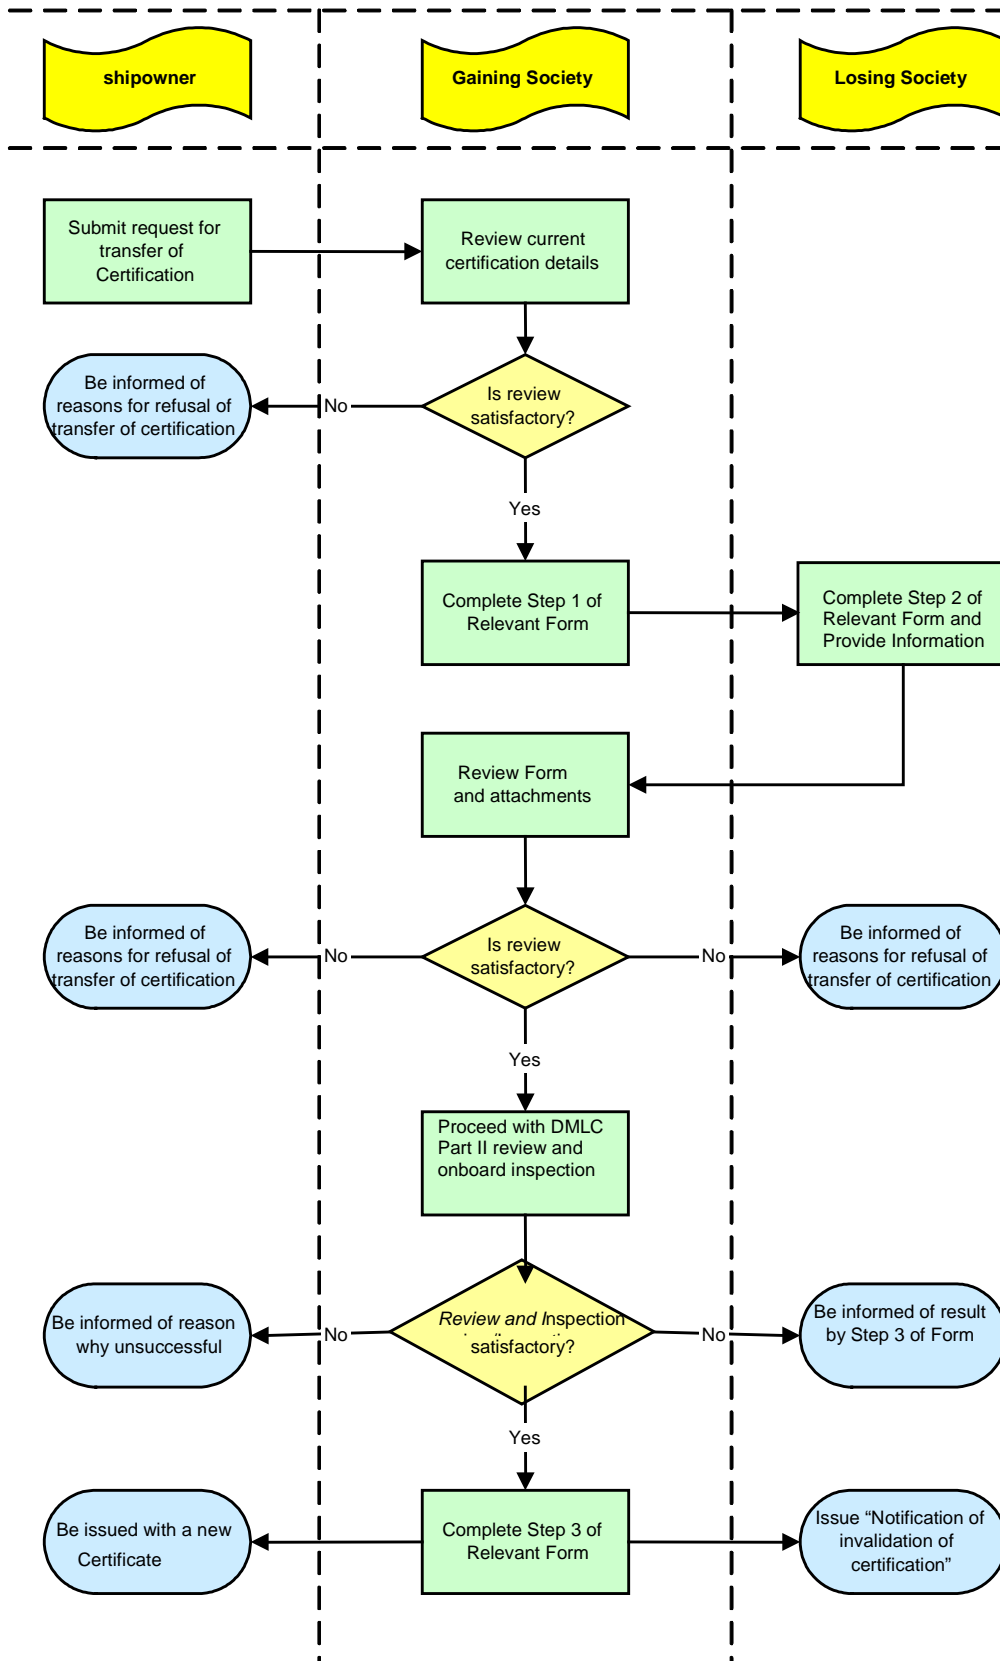 shipowner
Gaining Society
Losing Society
Submit request for
transfer of
Certification
Review current
certification details
Be informed of
reasons for refusal of
transfer of certification
No
Is review
satisfactory?
Yes
Complete Step 1 of
Relevant Form
Complete Step 2 of
Relevant Form and
Provide Information
Review Form
and attachments
Be informed of
reasons for refusal of
transfer of certification
No
Is review
satisfactory?
No
Be informed of
reasons for refusal of
transfer of certification
Yes
Proceed with DMLC
Part II review and
onboard inspection
Be informed of reason
why unsuccessful
No
Review and Inspection
satisfactory?
No
Be informed of result
by Step 3 of Form
Yes
Be issued with a new
Certificate
Complete Step 3 of
Relevant Form
Issue “Notification of
invalidation of
certification”